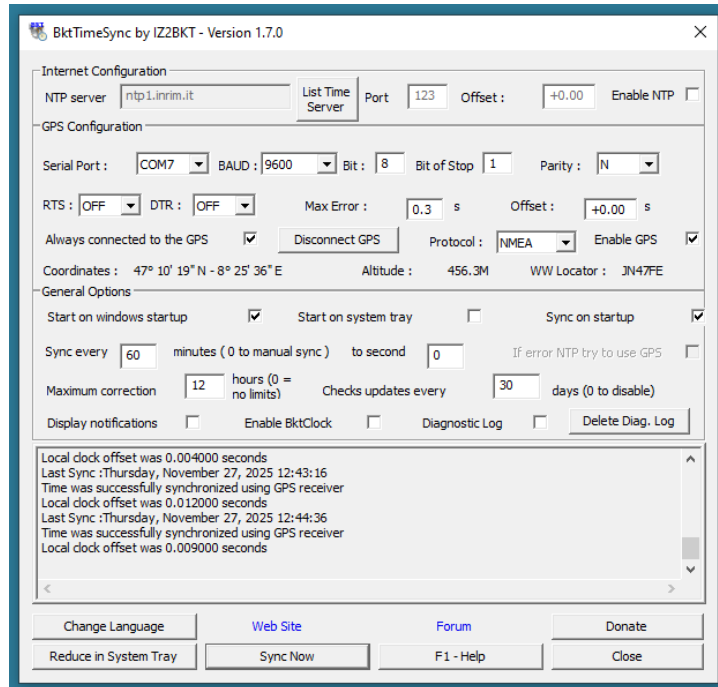 BktTimeSync by IZ2BKT - Version 1.7.0
Internet Configuration
NTP server ntp1.inrim.it List Time Server Port 123 Offset : +0.00 Enable NTP
GPS Configuration
Serial Port : COM7 BAUD : 9600 Bit : 8 Bit of Stop 1 Parity : N
RTS : OFF DTR : OFF Max Error : 0.3 s Offset : +0.00 s
Always connected to the GPS Disconnect GPS Protocol : NMEA Enable GPS
Coordinates : 47° 10' 19" N - 8° 25' 36" E Altitude : 456.3M WW Locator : JN47FE
General Options
Start on windows startup Start on system tray Sync on startup
Sync every 60 minutes ( 0 to manual sync ) to second 0 If error NTP try to use GPS
Maximum correction 12 hours (0 = no limits) Checks updates every 30 days (0 to disable)
Display notifications Enable BktClock Diagnostic Log Delete Diag. Log
Local clock offset was 0.004000 seconds
Last Sync :Thursday, November 27, 2025 12:43:16
Time was successfully synchronized using GPS receiver
Local clock offset was 0.012000 seconds
Last Sync :Thursday, November 27, 2025 12:44:36
Time was successfully synchronized using GPS receiver
Local clock offset was 0.009000 seconds
Change Language Web Site Forum Donate
Reduce in System Tray Sync Now F1 - Help Close